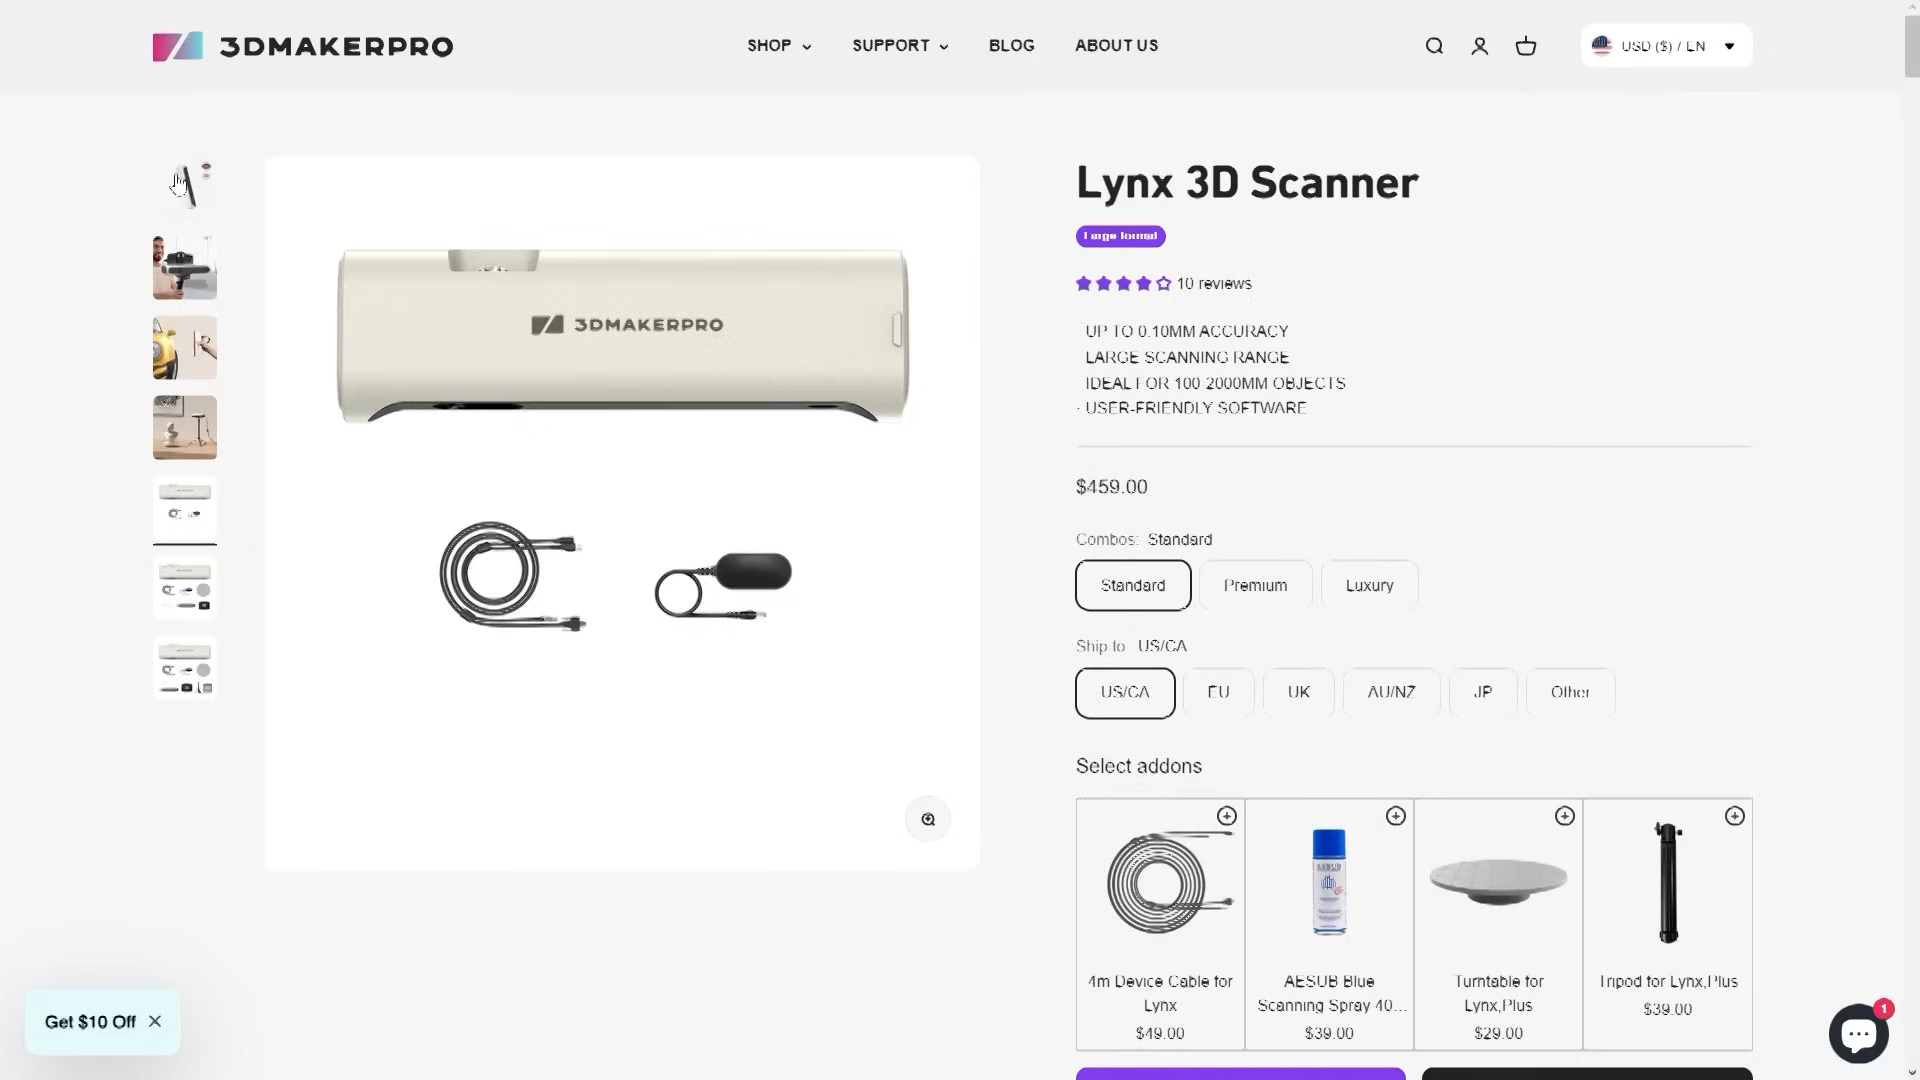 3DMAKERPRO
SHOP
SUPPORT
BLOG
ABOUT US
USD ($) / EN
3DMAKERPRO
Lynx 3D Scanner
Large format
10 reviews
UP TO 0.10MM ACCURACY
LARGE SCANNING RANGE
IDEAL FOR 100-2000MM OBJECTS
· USER-FRIENDLY SOFTWARE
$459.00
Combos: Standard
Standard
Premium
Luxury
Ship to US/CA
US/CA
EU
UK
AU/NZ
JP
Other
Select addons
4m Device Cable for
Lynx
$49.00
AESUB Blue
Scanning Spray 40...
$39.00
Turntable for
Lynx,Plus
$29.00
Tripod for Lynx,Plus
$39.00
Get $10 Off
1